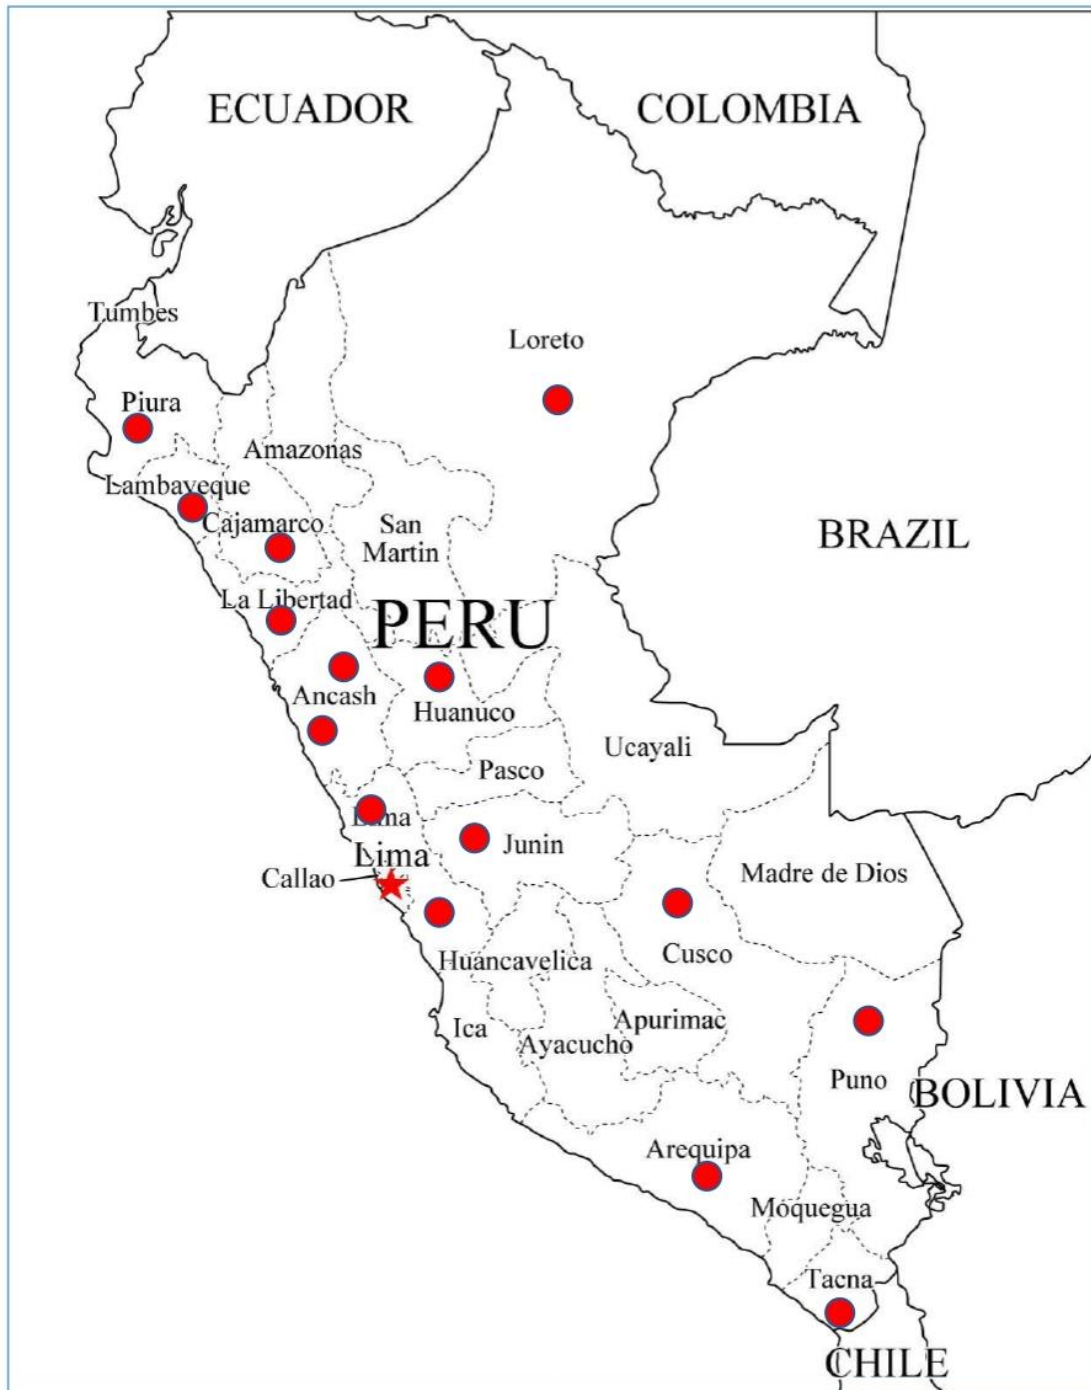 ECUADOR
COLOMBIA
Tumbes
Loreto
Piura
Amazonas
Lambayeque
Cajamarco
San
Martin
BRAZIL
La Libertad
PERU
Ancash
Huanuco
Ucayali
Pasco
Lima
Junin
Lima
Callao
Madre de Dios
Cusco
Huancavelica
Ica
Apurimac
Ayacucho
Puno
BOLIVIA
Arequipa
Moquegua
Tacna
CHILE